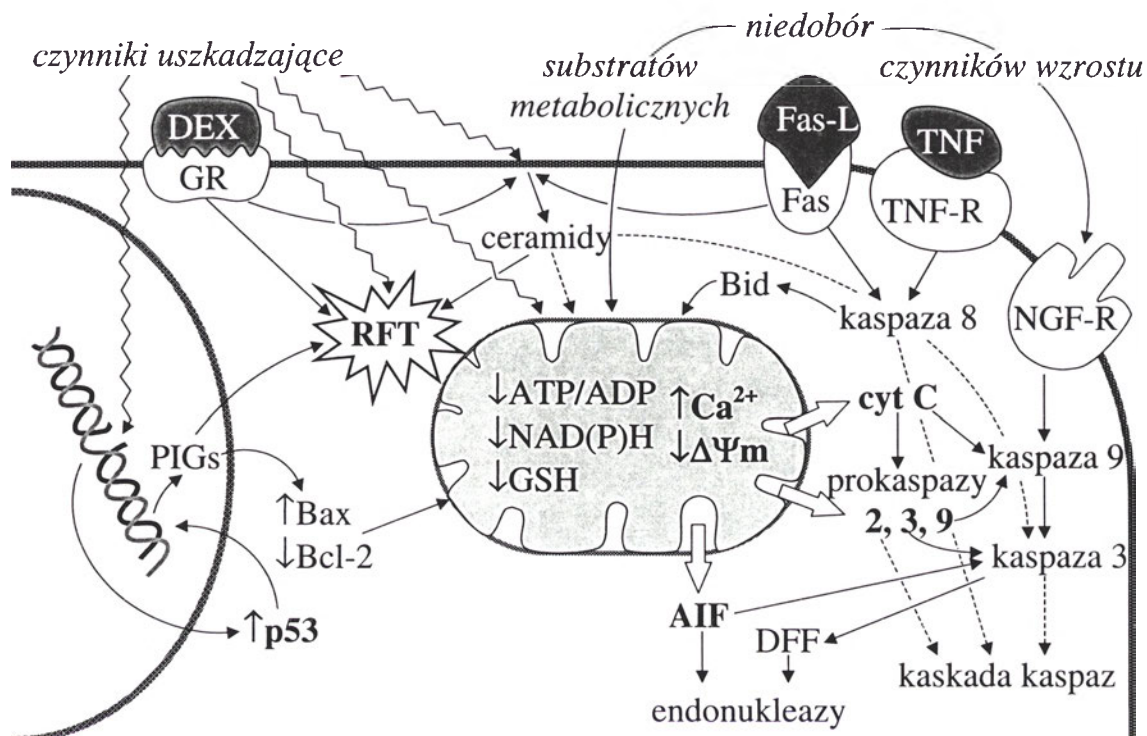 niedobór
czynniki uszkadzające
substratów
metabolicznych
czynników wzrostu
DEX
GR
Fas-L
Fas
TNF
TNF-R
ceramidy
Bid
kaspaza 8
NGF-R
RFT
↓ATP/ADP
↓NAD(P)H
↓GSH
↑Ca²⁺
↓ΔΨm
cyt C
kaspaza 9
prokaspazy
2, 3, 9
kaspaza 3
PIGs
↑Bax
↓Bcl-2
↑p53
AIF
DFF
kaskada kaspaz
endonukleazy